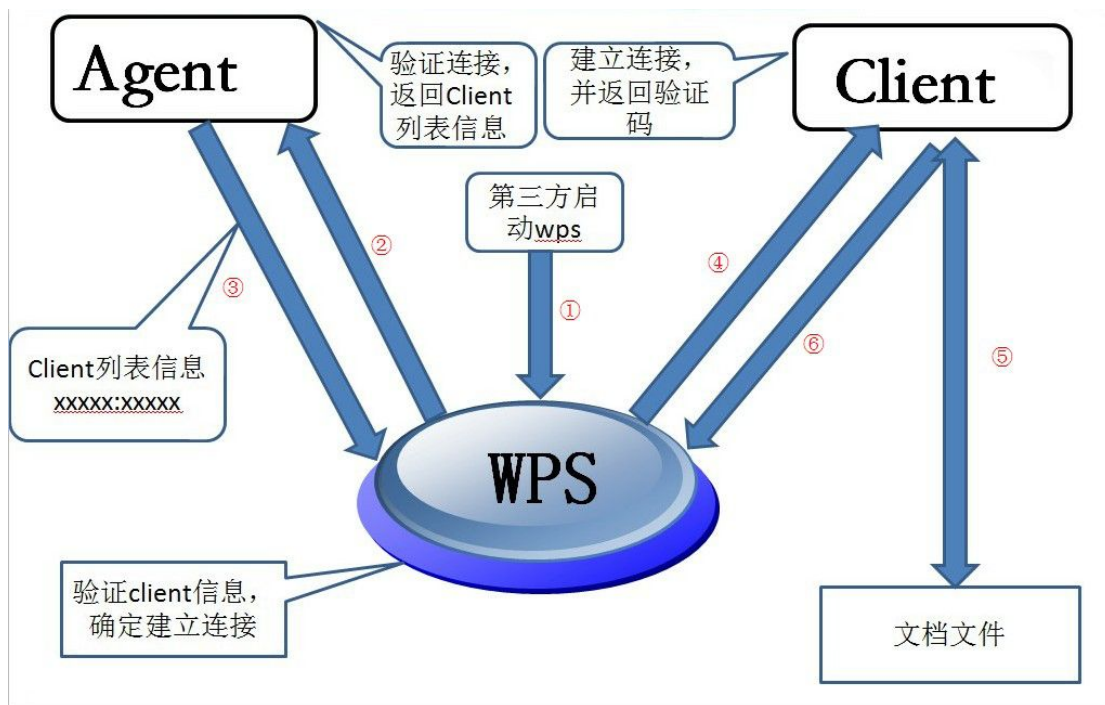 Agent
验证连接，
返回Client
列表信息
建立连接，
并返回验证
码
Client
第三方启
动wps
②
④
③
①
⑥
⑤
Client列表信息
xxxxx:xxxxx
WPS
验证client信息，
确定建立连接
文档文件